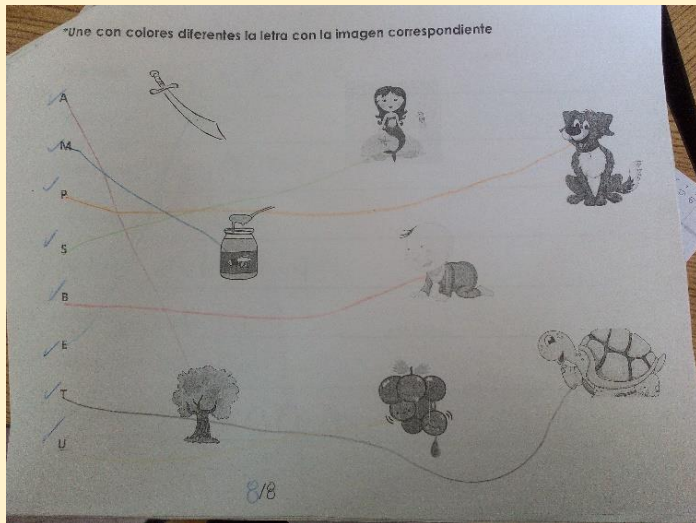 *Une con colores diferentes la letra con la imagen correspondiente
A
M
P
S
B
E
T
U
8/8